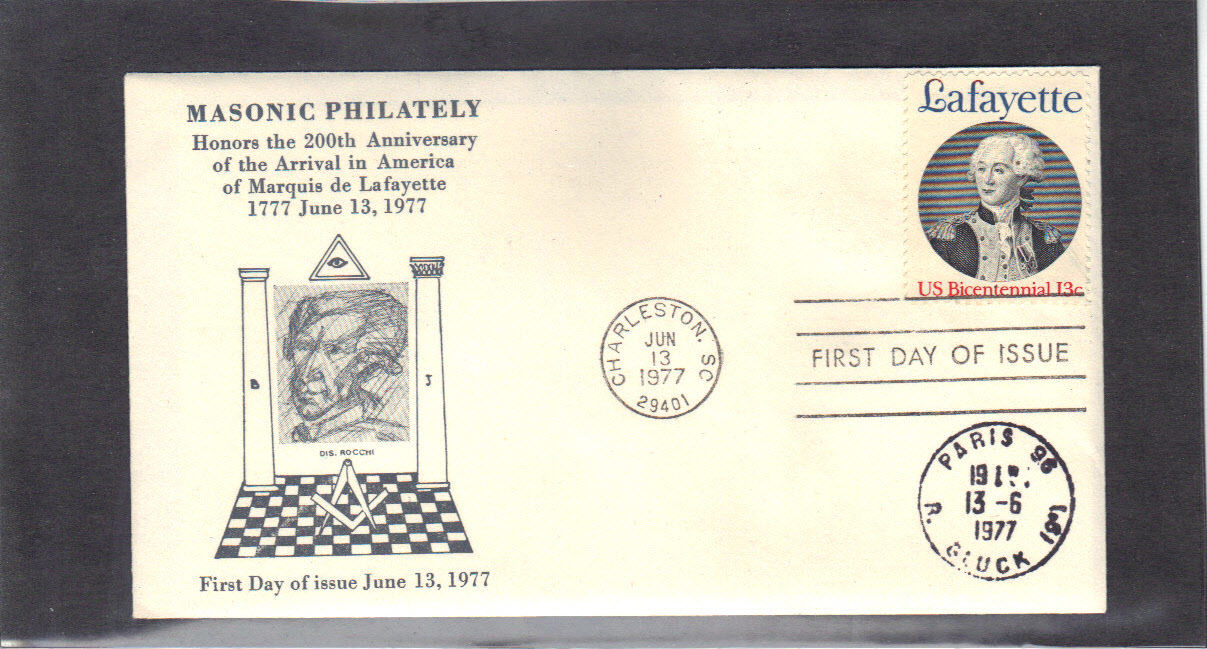 MASONIC PHILATELY
Honors the 200th Anniversary
of the Arrival in America
of Marquis de Lafayette
1777 June 13, 1977
B
J
DIS. ROCCHI
First Day of issue June 13, 1977
CHARLESTON, SC
JUN
13
1977
29401
Lafayette
US Bicentennial 13c
FIRST DAY OF ISSUE
PARIS 96
13-6
1977
R. GLUCK